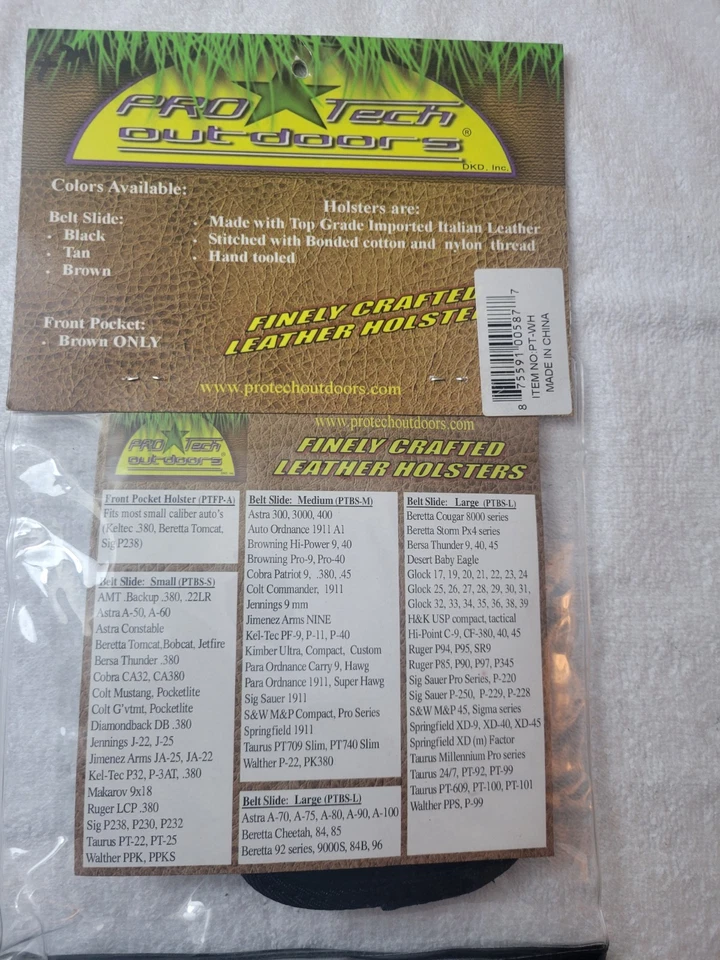 PRO Tech
outdoors®
DKD, Inc.
Colors Available:
Belt Slide:
• Black
• Tan
• Brown
Front Pocket:
• Brown ONLY
Holsters are:
• Made with Top Grade Imported Italian Leather
• Stitched with Bonded cotton and nylon thread
• Hand tooled
FINELY CRAFTED
LEATHER HOLSTE
www.protechoutdoors.com
8 75591 00587 7
ITEM NO:PT-WH
MADE IN CHINA
www.protechoutdoors.com
PRO Tech
outdoors
FINELY CRAFTED
LEATHER HOLSTERS
Front Pocket Holster (PTFP-A)
Fits most small caliber auto's
(Keltec .380, Beretta Tomcat,
Sig P238)
Belt Slide: Small (PTBS-S)
AMT .Backup .380, .22LR
Astra A-50, A-60
Astra Constable
Beretta Tomcat,Bobcat, Jetfire
Bersa Thunder .380
Cobra CA32, CA380
Colt Mustang, Pocketlite
Colt G'vtmt, Pocketlite
Diamondback DB .380
Jennings J-22, J-25
Jimenez Arms JA-25, JA-22
Kel-Tec P32, P-3AT, .380
Makarov 9x18
Ruger LCP .380
Sig P238, P230, P232
Taurus PT-22, PT-25
Walther PPK, PPKS
Belt Slide: Medium (PTBS-M)
Astra 300, 3000, 400
Auto Ordnance 1911 A1
Browning Hi-Power 9, 40
Browning Pro-9, Pro-40
Cobra Patriot 9, .380, .45
Colt Commander, 1911
Jennings 9 mm
Jimenez Arms NINE
Kel-Tec PF-9, P-11, P-40
Kimber Ultra, Compact, Custom
Para Ordnance Carry 9, Hawg
Para Ordnance 1911, Super Hawg
Sig Sauer 1911
S&W M&P Compact, Pro Series
Springfield 1911
Taurus PT709 Slim, PT740 Slim
Walther P-22, PK380
Belt Slide: Large (PTBS-L)
Astra A-70, A-75, A-80, A-90, A-100
Beretta Cheetah, 84, 85
Beretta 92 series, 9000S, 84B, 96
Belt Slide: Large (PTBS-L)
Beretta Cougar 8000 series
Beretta Storm Px4 series
Bersa Thunder 9, 40, 45
Desert Baby Eagle
Glock 17, 19, 20, 21, 22, 23, 24
Glock 25, 26, 27, 28, 29, 30, 31,
Glock 32, 33, 34, 35, 36, 38, 39
H&K USP compact, tactical
Hi-Point C-9, CF-380, 40, 45
Ruger P94, P95, SR9
Ruger P85, P90, P97, P345
Sig Sauer Pro Series, P-220
Sig Sauer P-250, P-229, P-228
S&W M&P 45, Sigma series
Springfield XD-9, XD-40, XD-45
Springfield XD (m) Factor
Taurus Millennium Pro series
Taurus 24/7, PT-92, PT-99
Taurus PT-609, PT-100, PT-101
Walther PPS, P-99